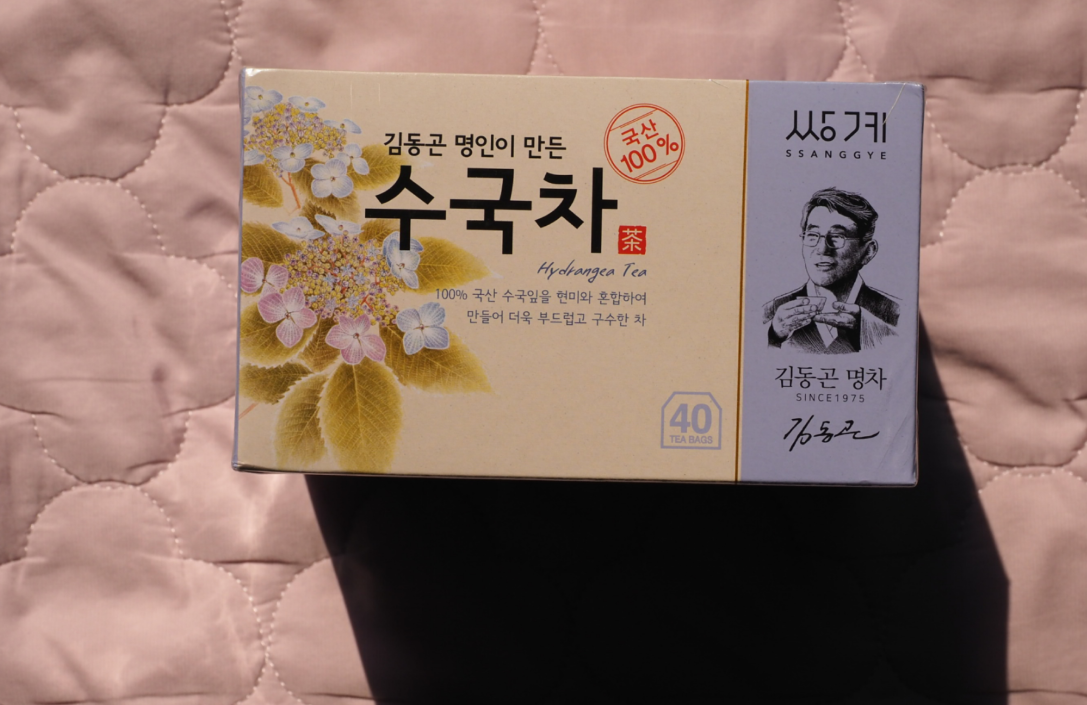 김동곤 명인이 만든
수국차
茶
Hydrangea Tea
100% 국산 수국잎을 현미와 혼합하여
만들어 더욱 부드럽고 구수한 차
국산
100%
40
TEA BAGS
쌍계
SSANGGYE
김동곤 명차
SINCE1975
김동곤